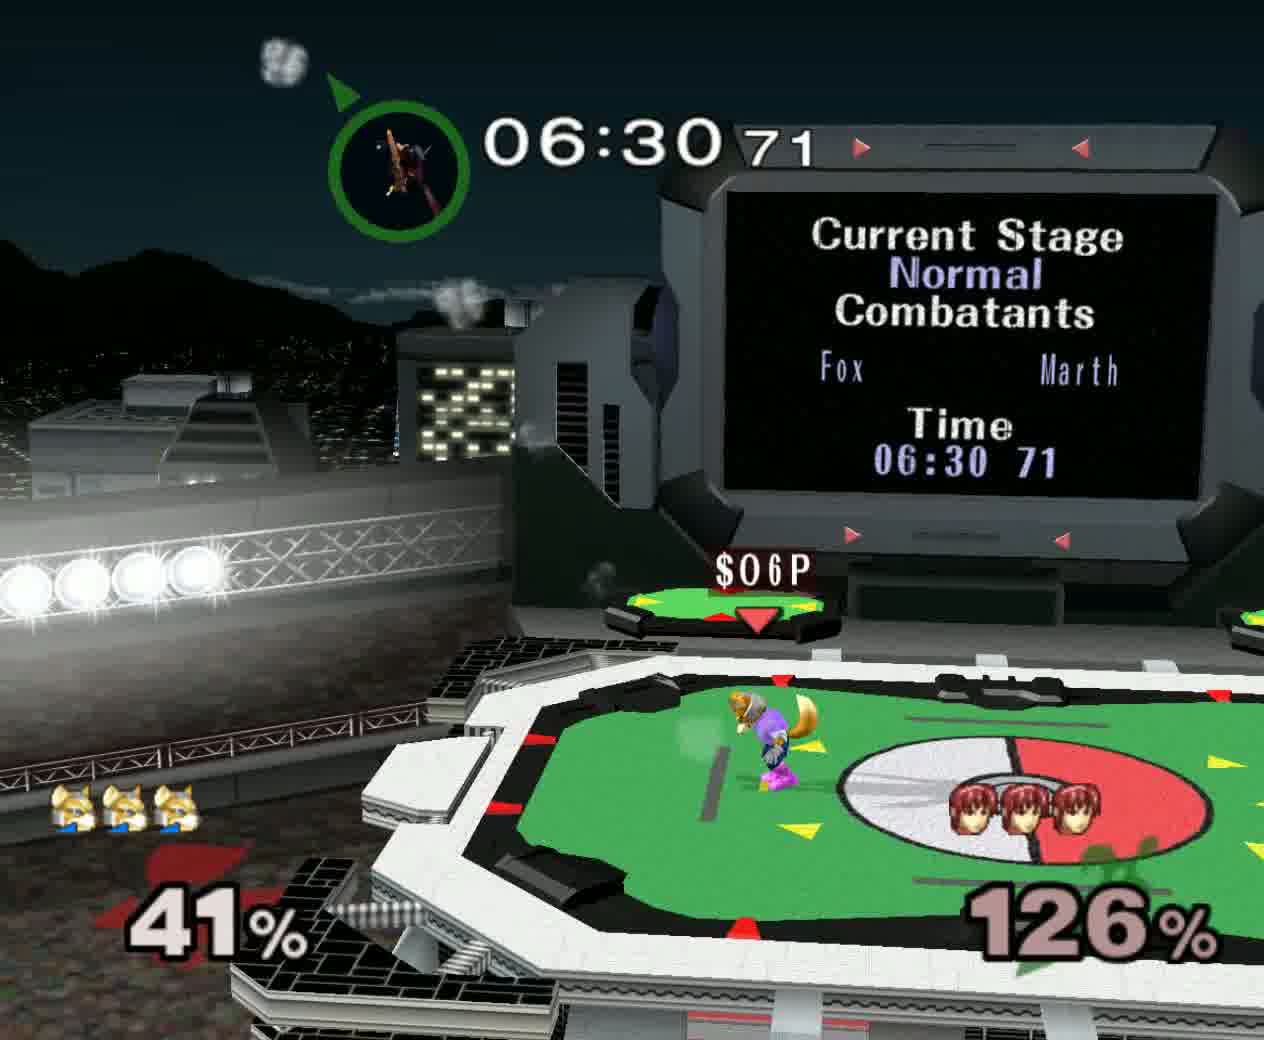 06:30 71
Current Stage
Normal
Combatants
Fox Marth
Time
06:30 71
$06P
41%
126%